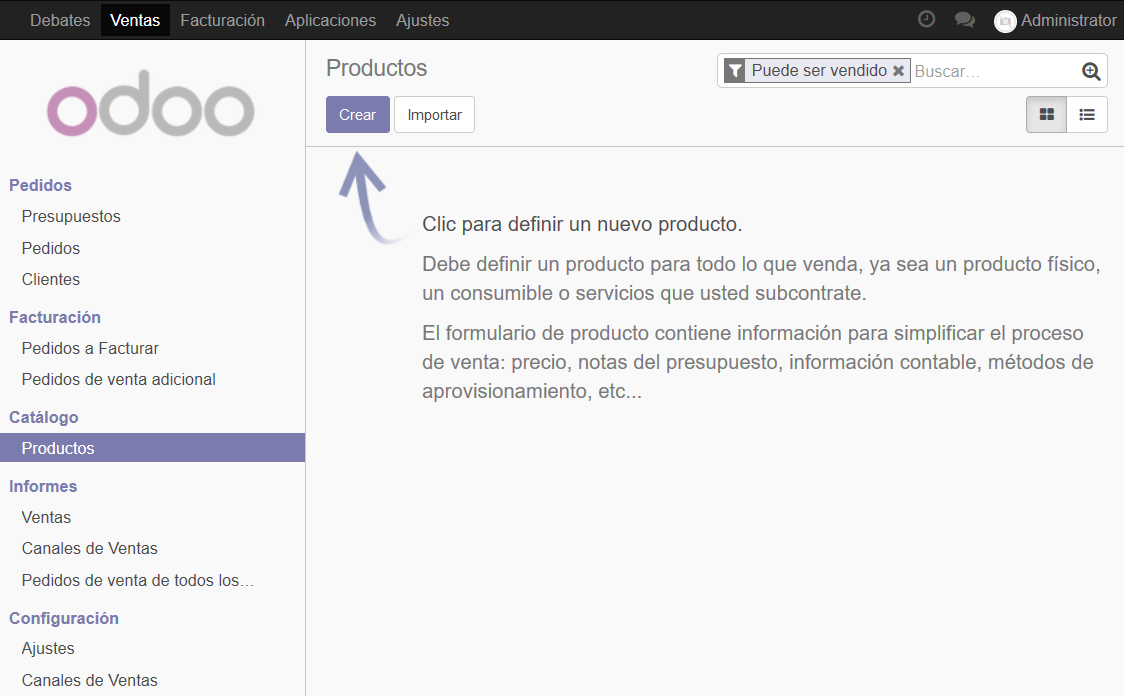 Debates Ventas Facturación Aplicaciones Ajustes Administrator
odoo
Pedidos
Presupuestos
Pedidos
Clientes
Facturación
Pedidos a Facturar
Pedidos de venta adicional
Catálogo
Productos
Informes
Ventas
Canales de Ventas
Pedidos de venta de todos los…
Configuración
Ajustes
Canales de Ventas
Productos
Puede ser vendido Buscar...
Crear Importar
Clic para definir un nuevo producto.
Debe definir un producto para todo lo que venda, ya sea un producto físico,
un consumible o servicios que usted subcontrate.
El formulario de producto contiene información para simplificar el proceso
de venta: precio, notas del presupuesto, información contable, métodos de
aprovisionamiento, etc...